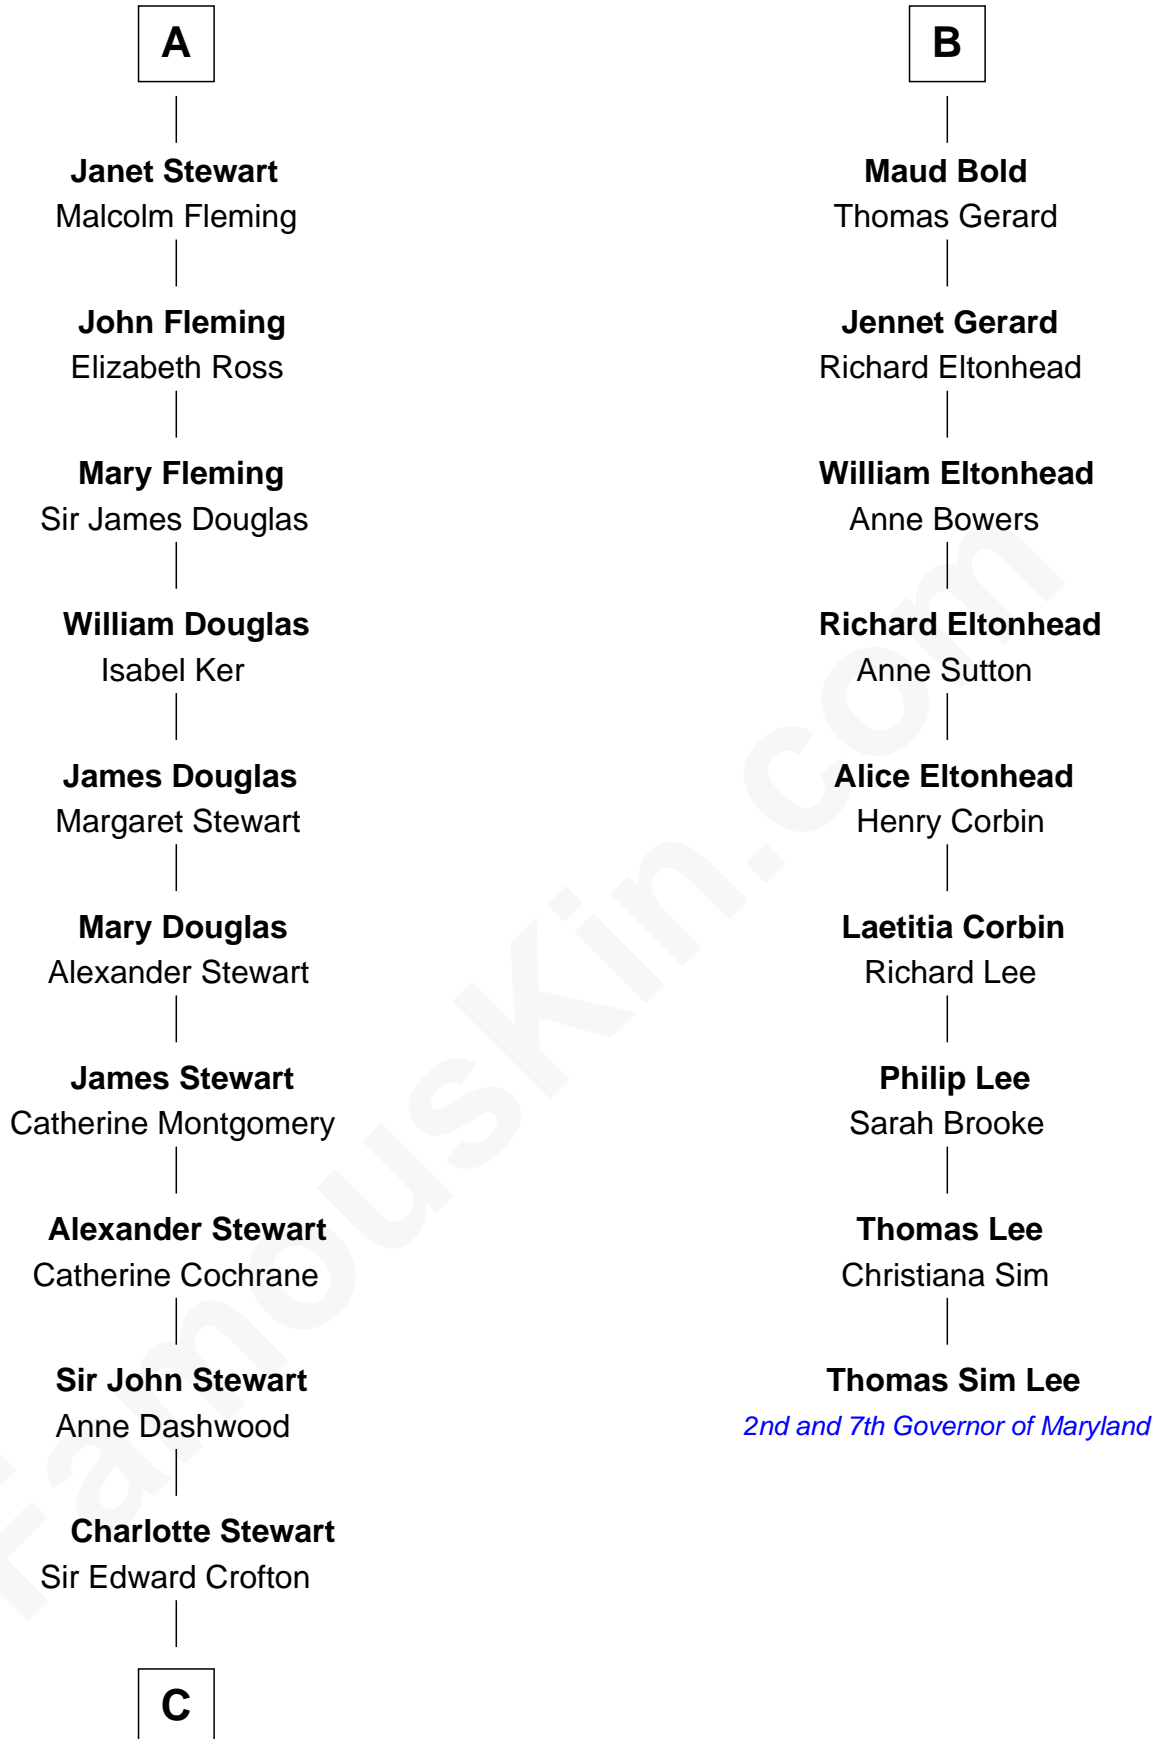 A
Janet Stewart
Malcolm Fleming
John Fleming
Elizabeth Ross
Mary Fleming
Sir James Douglas
William Douglas
Isabel Ker
James Douglas
Margaret Stewart
Mary Douglas
Alexander Stewart
James Stewart
Catherine Montgomery
Alexander Stewart
Catherine Cochrane
Sir John Stewart
Anne Dashwood
Charlotte Stewart
Sir Edward Crofton
C
B
Maud Bold
Thomas Gerard
Jennet Gerard
Richard Eltonhead
William Eltonhead
Anne Bowers
Richard Eltonhead
Anne Sutton
Alice Eltonhead
Henry Corbin
Laetitia Corbin
Richard Lee
Philip Lee
Sarah Brooke
Thomas Lee
Christiana Sim
Thomas Sim Lee
2nd and 7th Governor of Maryland
FamousKin.com